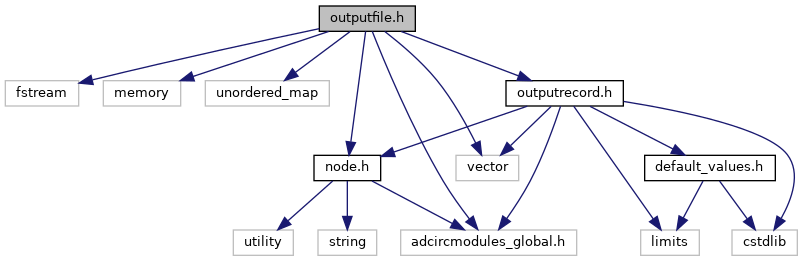 outputfile.h
fstream
memory
unordered_map
outputrecord.h
node.h
vector
default_values.h
utility
string
adcircmodules_global.h
limits
cstdlib